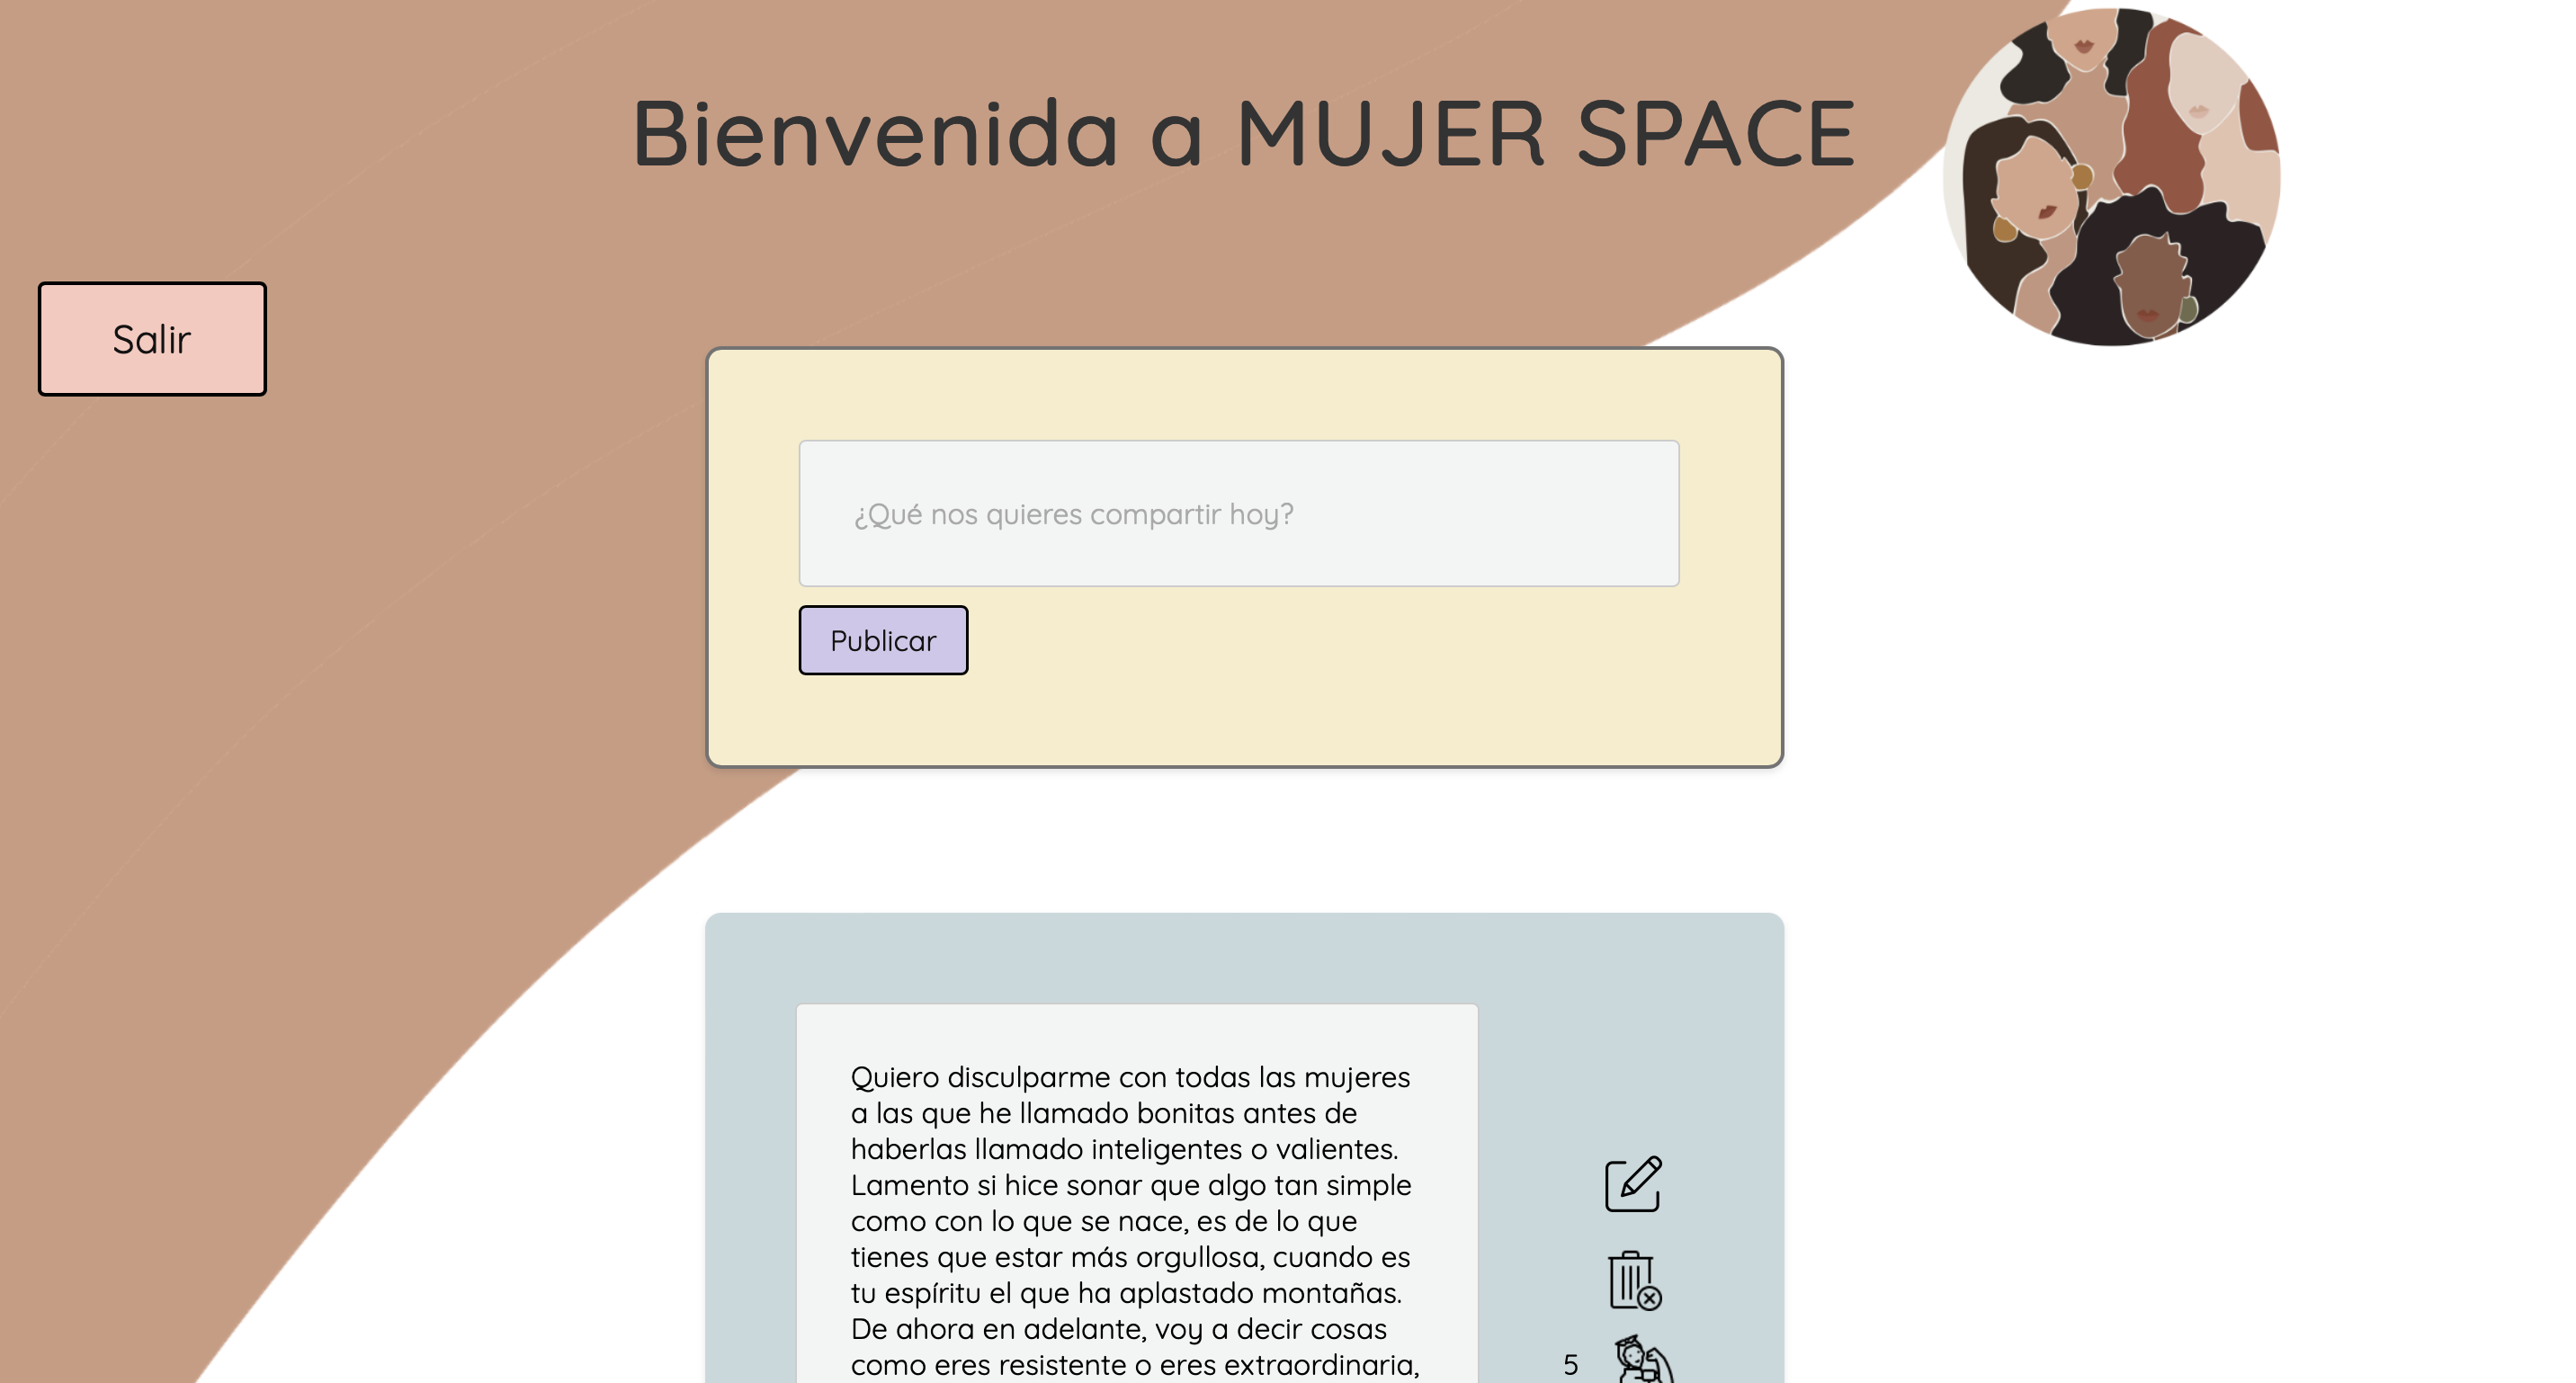 Bienvenida a MUJER SPACE
Salir
¿Qué nos quieres compartir hoy?
Publicar
Quiero disculparme con todas las mujeres
a las que he llamado bonitas antes de
haberlas llamado inteligentes o valientes.
Lamento si hice sonar que algo tan simple
como con lo que se nace, es de lo que
tienes que estar más orgullosa, cuando es
tu espíritu el que ha aplastado montañas.
De ahora en adelante, voy a decir cosas
como eres resistente o eres extraordinaria,
5